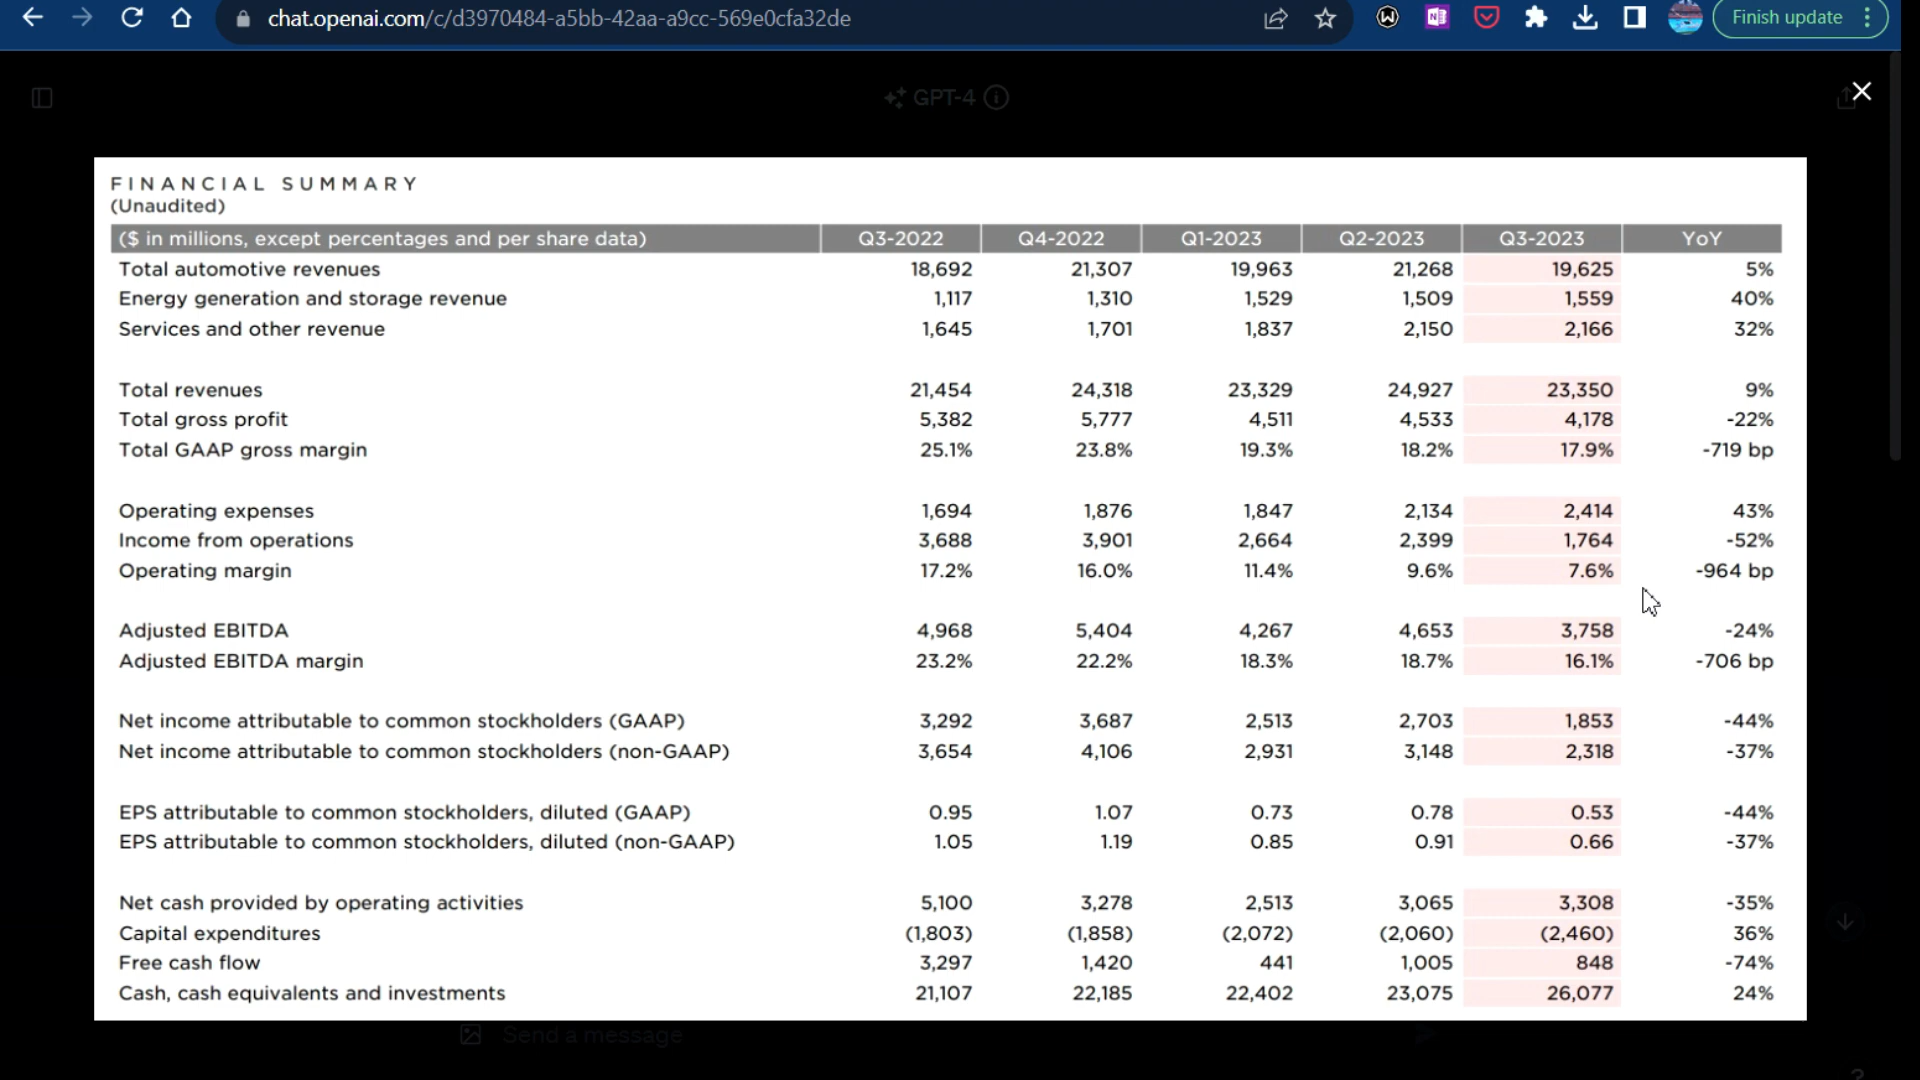 chat.openai.com/c/d3970484-a5bb-42aa-a9cc-569e0cfa32de
Finish update
GPT-4
FINANCIAL SUMMARY
(Unaudited)
($ in millions, except percentages and per share data) Q3-2022 Q4-2022 Q1-2023 Q2-2023 Q3-2023 YoY
Total automotive revenues 18,692 21,307 19,963 21,268 19,625 5%
Energy generation and storage revenue 1,117 1,310 1,529 1,509 1,559 40%
Services and other revenue 1,645 1,701 1,837 2,150 2,166 32%
Total revenues 21,454 24,318 23,329 24,927 23,350 9%
Total gross profit 5,382 5,777 4,511 4,533 4,178 -22%
Total GAAP gross margin 25.1% 23.8% 19.3% 18.2% 17.9% -719 bp
Operating expenses 1,694 1,876 1,847 2,134 2,414 43%
Income from operations 3,688 3,901 2,664 2,399 1,764 -52%
Operating margin 17.2% 16.0% 11.4% 9.6% 7.6% -964 bp
Adjusted EBITDA 4,968 5,404 4,267 4,653 3,758 -24%
Adjusted EBITDA margin 23.2% 22.2% 18.3% 18.7% 16.1% -706 bp
Net income attributable to common stockholders (GAAP) 3,292 3,687 2,513 2,703 1,853 -44%
Net income attributable to common stockholders (non-GAAP) 3,654 4,106 2,931 3,148 2,318 -37%
EPS attributable to common stockholders, diluted (GAAP) 0.95 1.07 0.73 0.78 0.53 -44%
EPS attributable to common stockholders, diluted (non-GAAP) 1.05 1.19 0.85 0.91 0.66 -37%
Net cash provided by operating activities 5,100 3,278 2,513 3,065 3,308 -35%
Capital expenditures (1,803) (1,858) (2,072) (2,060) (2,460) 36%
Free cash flow 3,297 1,420 441 1,005 848 -74%
Cash, cash equivalents and investments 21,107 22,185 22,402 23,075 26,077 24%
Send a message